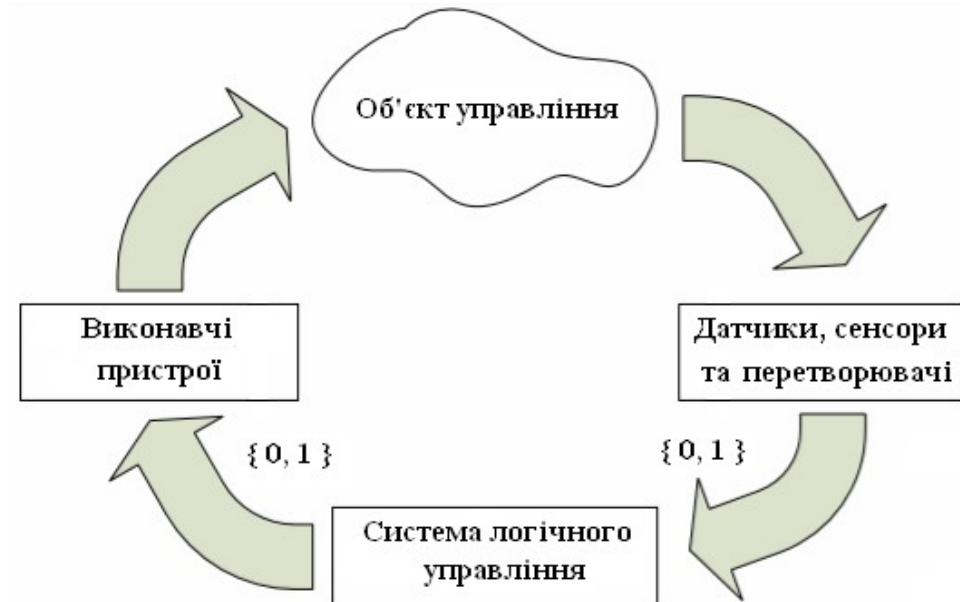 Об'єкт управління
Виконавчі
пристрої
Датчики, сенсори
та перетворювачі
{ 0, 1 }
{ 0, 1 }
Система логічного
управління